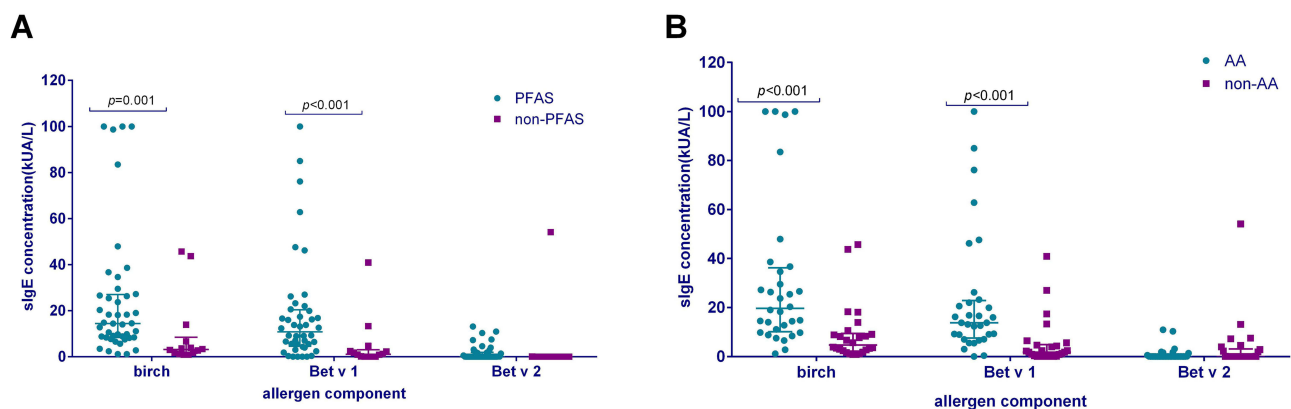 A
sIgE concentration(kUA/L)
120
100
80
60
40
20
0
p=0.001
p<0.001
PFAS
non-PFAS
birch
Bet v 1
Bet v 2
allergen component
B
sIgE concentration(kUA/L)
120
100
80
60
40
20
0
p<0.001
p<0.001
AA
non-AA
birch
Bet v 1
Bet v 2
allergen component